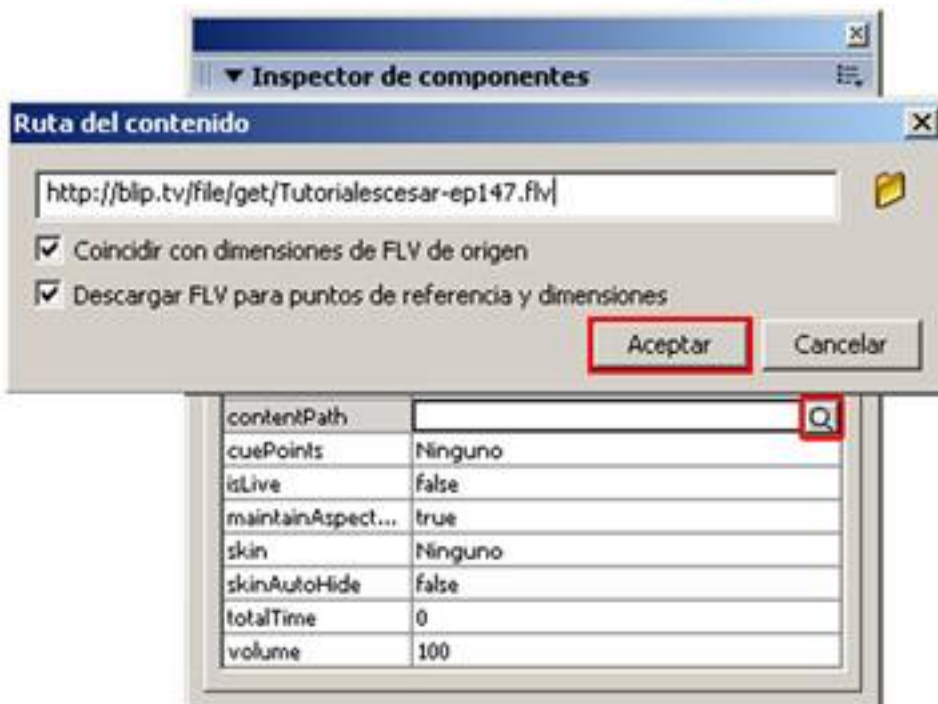 Inspector de componentes
Ruta del contenido
http://blip.tv/file/get/Tutorialescesar-ep147.flv
Coincidir con dimensiones de FLV de origen
Descargar FLV para puntos de referencia y dimensiones
Aceptar Cancelar
contentPath
cuePoints Ninguno
isLive false
maintainAspect... true
skin Ninguno
skinAutoHide false
totalTime 0
volume 100